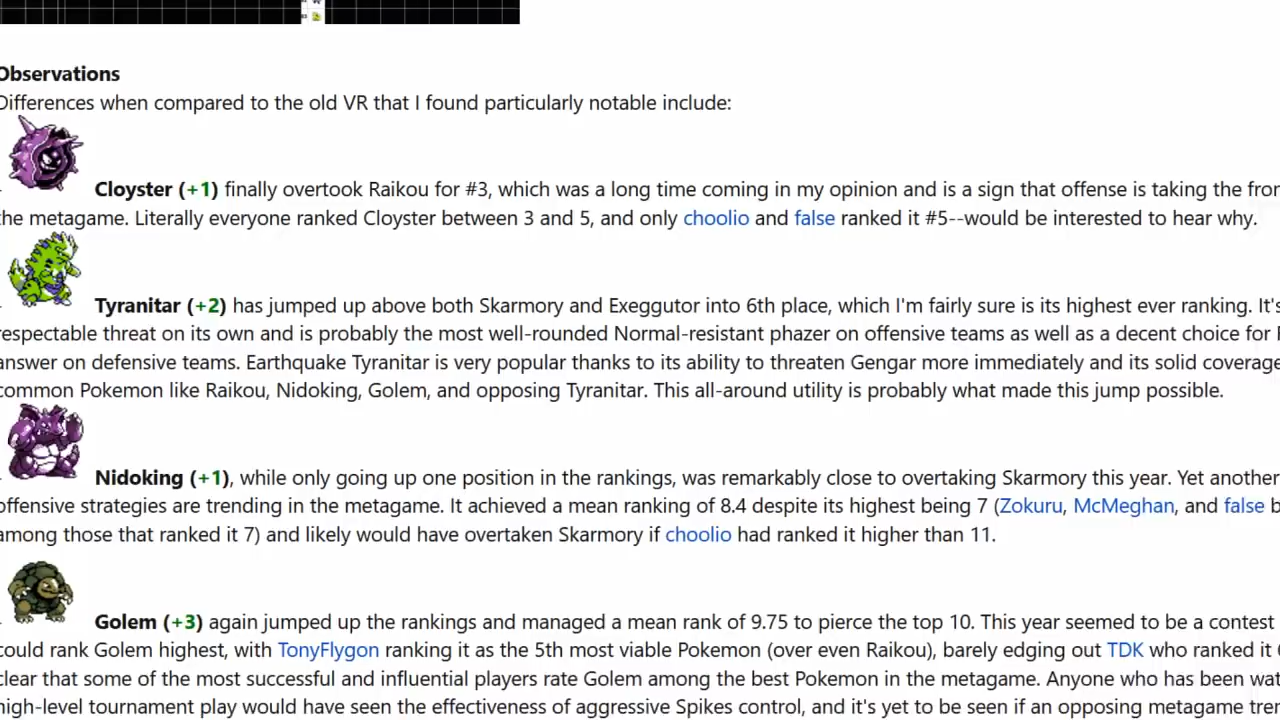 Observations
Differences when compared to the old VR that I found particularly notable include:
Cloyster (+1) finally overtook Raikou for #3, which was a long time coming in my opinion and is a sign that offense is taking the
the metagame. Literally everyone ranked Cloyster between 3 and 5, and only choolio and false ranked it #5--would be interested to hear why.
Tyranitar (+2) has jumped up above both Skarmory and Exeggutor into 6th place, which I'm fairly sure is its highest ever ranking. It's
respectable threat on its own and is probably the most well-rounded Normal-resistant phazer on offensive teams as well as a decent choice for
answer on defensive teams. Earthquake Tyranitar is very popular thanks to its ability to threaten Gengar more immediately and its solid coverage
common Pokemon like Raikou, Nidoking, Golem, and opposing Tyranitar. This all-around utility is probably what made this jump possible.
Nidoking (+1), while only going up one position in the rankings, was remarkably close to overtaking Skarmory this year. Yet another
offensive strategies are trending in the metagame. It achieved a mean ranking of 8.4 despite its highest being 7 (Zokuru, McMeghan, and false
among those that ranked it 7) and likely would have overtaken Skarmory if choolio had ranked it higher than 11.
Golem (+3) again jumped up the rankings and managed a mean rank of 9.75 to pierce the top 10. This year seemed to be a contest
could rank Golem highest, with TonyFlygon ranking it as the 5th most viable Pokemon (over even Raikou), barely edging out TDK who ranked it
clear that some of the most successful and influential players rate Golem among the best Pokemon in the metagame. Anyone who has been
high-level tournament play would have seen the effectiveness of aggressive Spikes control, and it's yet to be seen if an opposing metagame